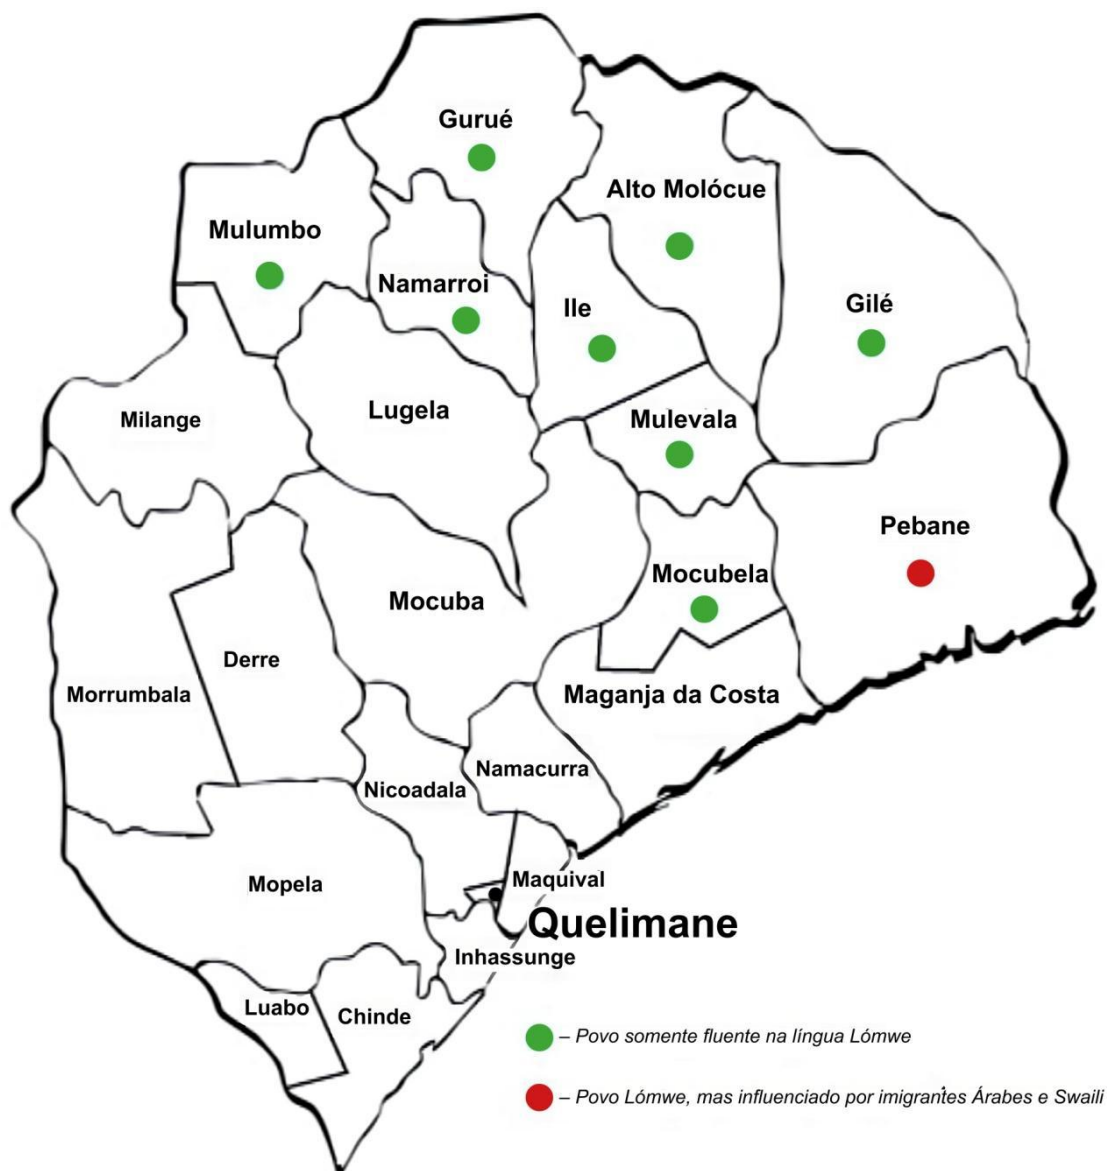 Gurué
Alto Molócue
Mulumbo
Namarroi
Ile
Gilé
Milange
Lugela
Mulevala
Pebane
Mocubela
Mocuba
Derre
Morrumbala
Maganja da Costa
Namacurra
Nicoadala
Maquival
Mopela
Quelimane
Inhassunge
Luabo
Chinde
– Povo somente fluente na língua Lómwe
– Povo Lómwe, mas influenciado por imigrantes Árabes e Swaili